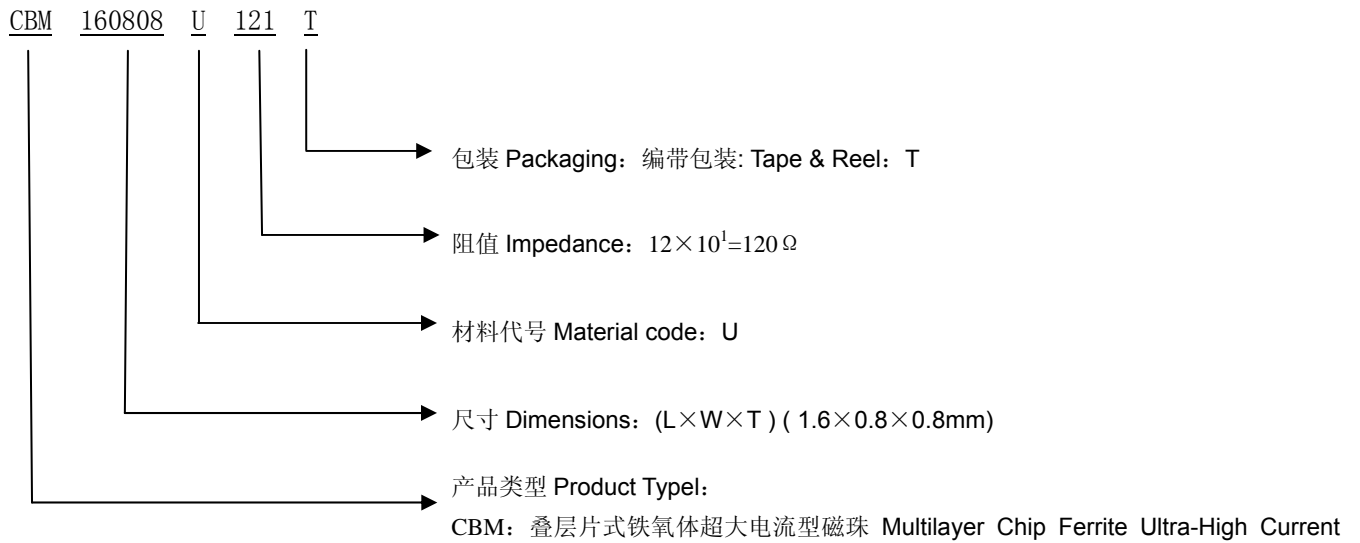 CBM 160808 U 121 T
包装 Packaging：编带包装: Tape & Reel：T
阻值 Impedance：12×10¹=120Ω
材料代号 Material code：U
尺寸 Dimensions：(L×W×T ) ( 1.6×0.8×0.8mm)
产品类型 Product Typel：
CBM：叠层片式铁氧体超大电流型磁珠 Multilayer Chip Ferrite Ultra-High Current